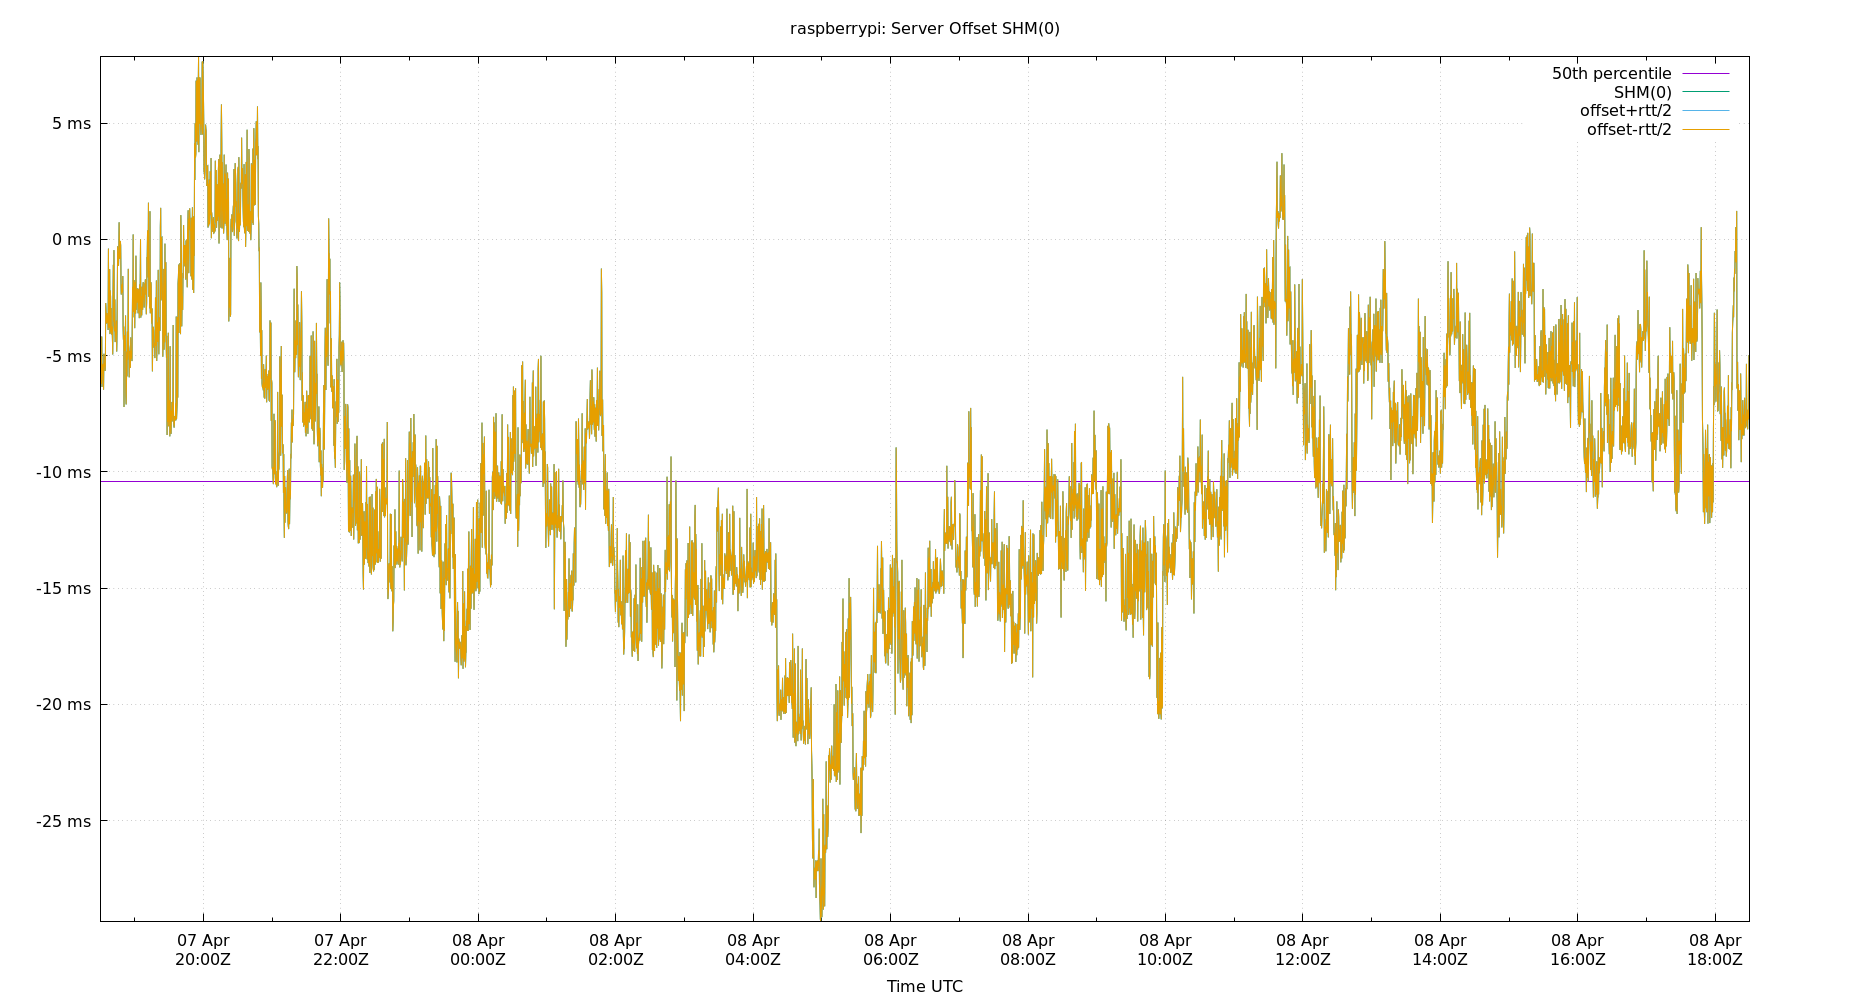 raspberrypi: Server Offset SHM(0)
50th percentile
SHM(0)
offset+rtt/2
offset-rtt/2
5 ms
0 ms
-5 ms
-10 ms
-15 ms
-20 ms
-25 ms
07 Apr 07 Apr 08 Apr 08 Apr 08 Apr 08 Apr 08 Apr 08 Apr 08 Apr 08 Apr 08 Apr 08 Apr
20:00Z 22:00Z 00:00Z 02:00Z 04:00Z 06:00Z 08:00Z 10:00Z 12:00Z 14:00Z 16:00Z 18:00Z
Time UTC